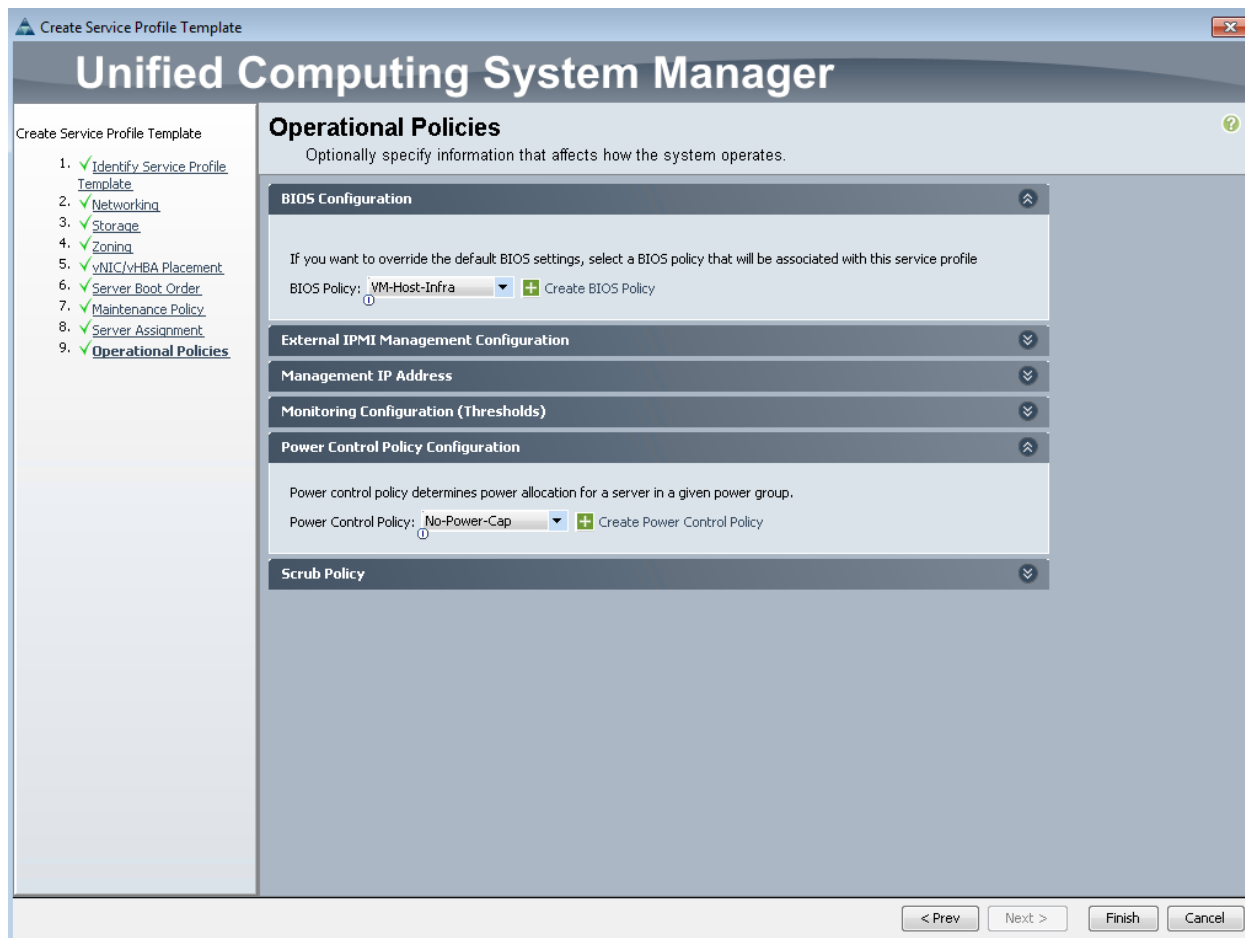 Create Service Profile Template
Unified Computing System Manager
Create Service Profile Template
1. Identify Service Profile
Template
2. Networking
3. Storage
4. Zoning
5. vNIC/vHBA Placement
6. Server Boot Order
7. Maintenance Policy
8. Server Assignment
9. Operational Policies
Operational Policies
Optionally specify information that affects how the system operates.
BIOS Configuration
If you want to override the default BIOS settings, select a BIOS policy that will be associated with this service profile
BIOS Policy: VM-Host-Infra Create BIOS Policy
External IPMI Management Configuration
Management IP Address
Monitoring Configuration (Thresholds)
Power Control Policy Configuration
Power control policy determines power allocation for a server in a given power group.
Power Control Policy: No-Power-Cap Create Power Control Policy
Scrub Policy
< Prev Next > Finish Cancel